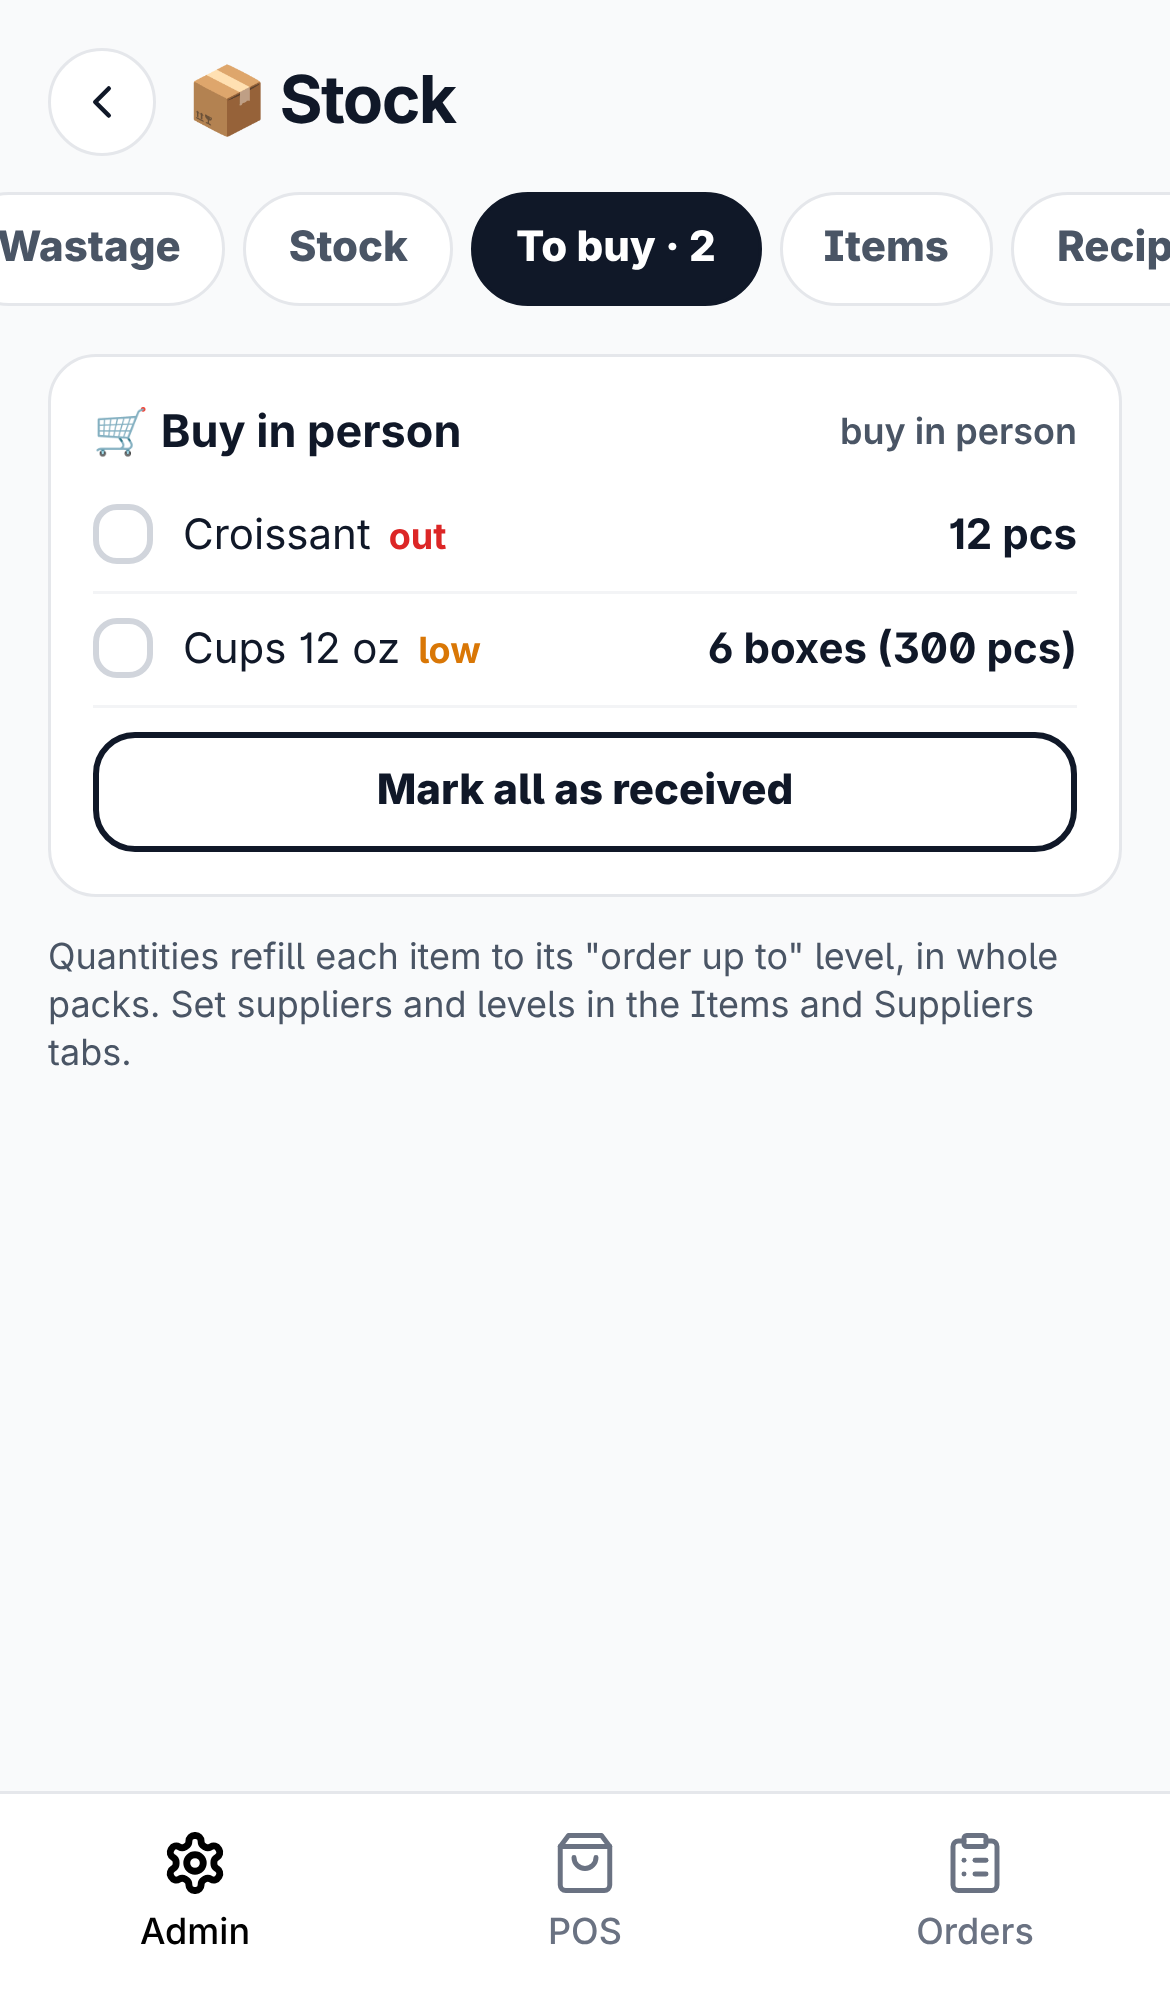 Stock
Wastage
Stock
To buy · 2
Items
Recip
Buy in person
buy in person
Croissant out
12 pcs
Cups 12 oz low
6 boxes (300 pcs)
Mark all as received
Quantities refill each item to its "order up to" level, in whole
packs. Set suppliers and levels in the Items and Suppliers
tabs.
Admin
POS
Orders